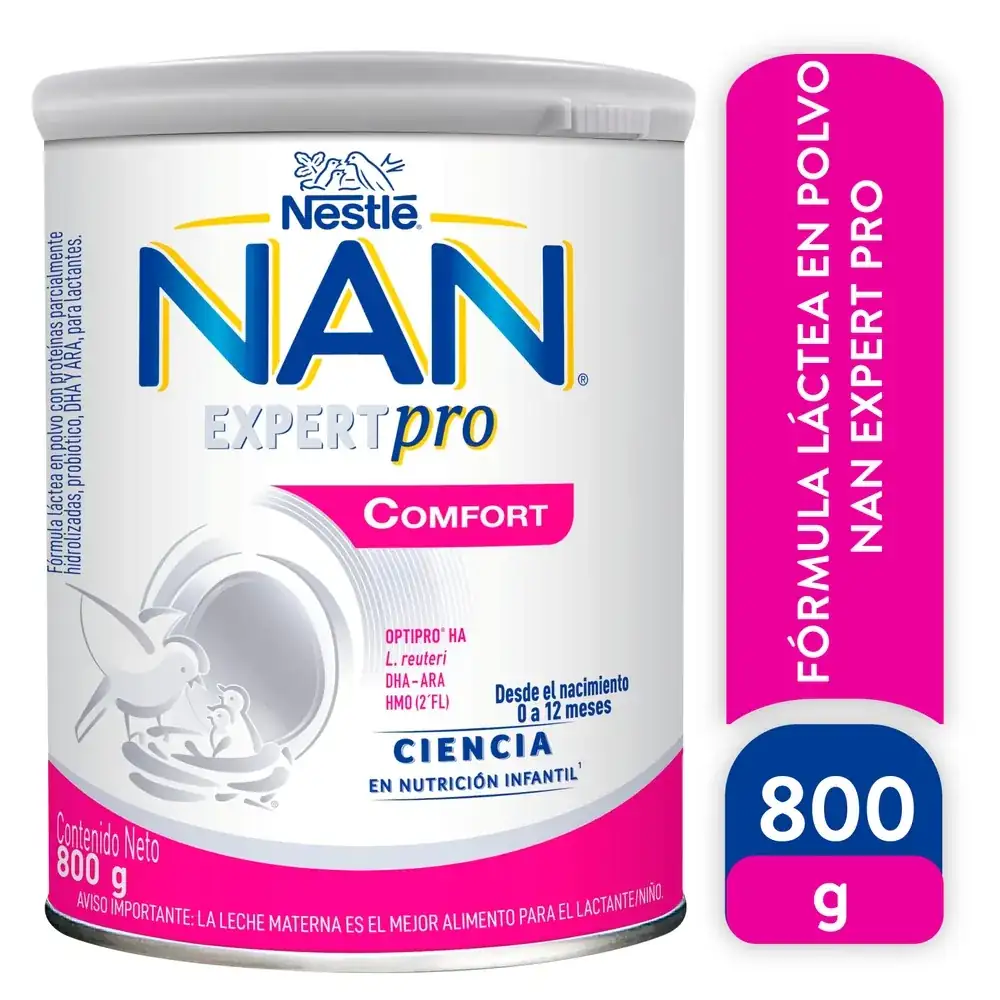 Nestlé
NAN®
EXPERTpro
COMFORT
Fórmula láctea en polvo con proteínas parcialmente
hidrolizadas, probiótico, DHA Y ARA, para lactantes.
OPTIPRO® HA
L. reuteri
DHA-ARA
HMO (2´FL)
Desde el nacimiento
0 a 12 meses
CIENCIA
EN NUTRICIÓN INFANTIL¹
Contenido Neto
800 g
AVISO IMPORTANTE: LA LECHE MATERNA ES EL MEJOR ALIMENTO PARA EL LACTANTE/NIÑO.
FÓRMULA LÁCTEA EN POLVO
NAN EXPERT PRO
800
g